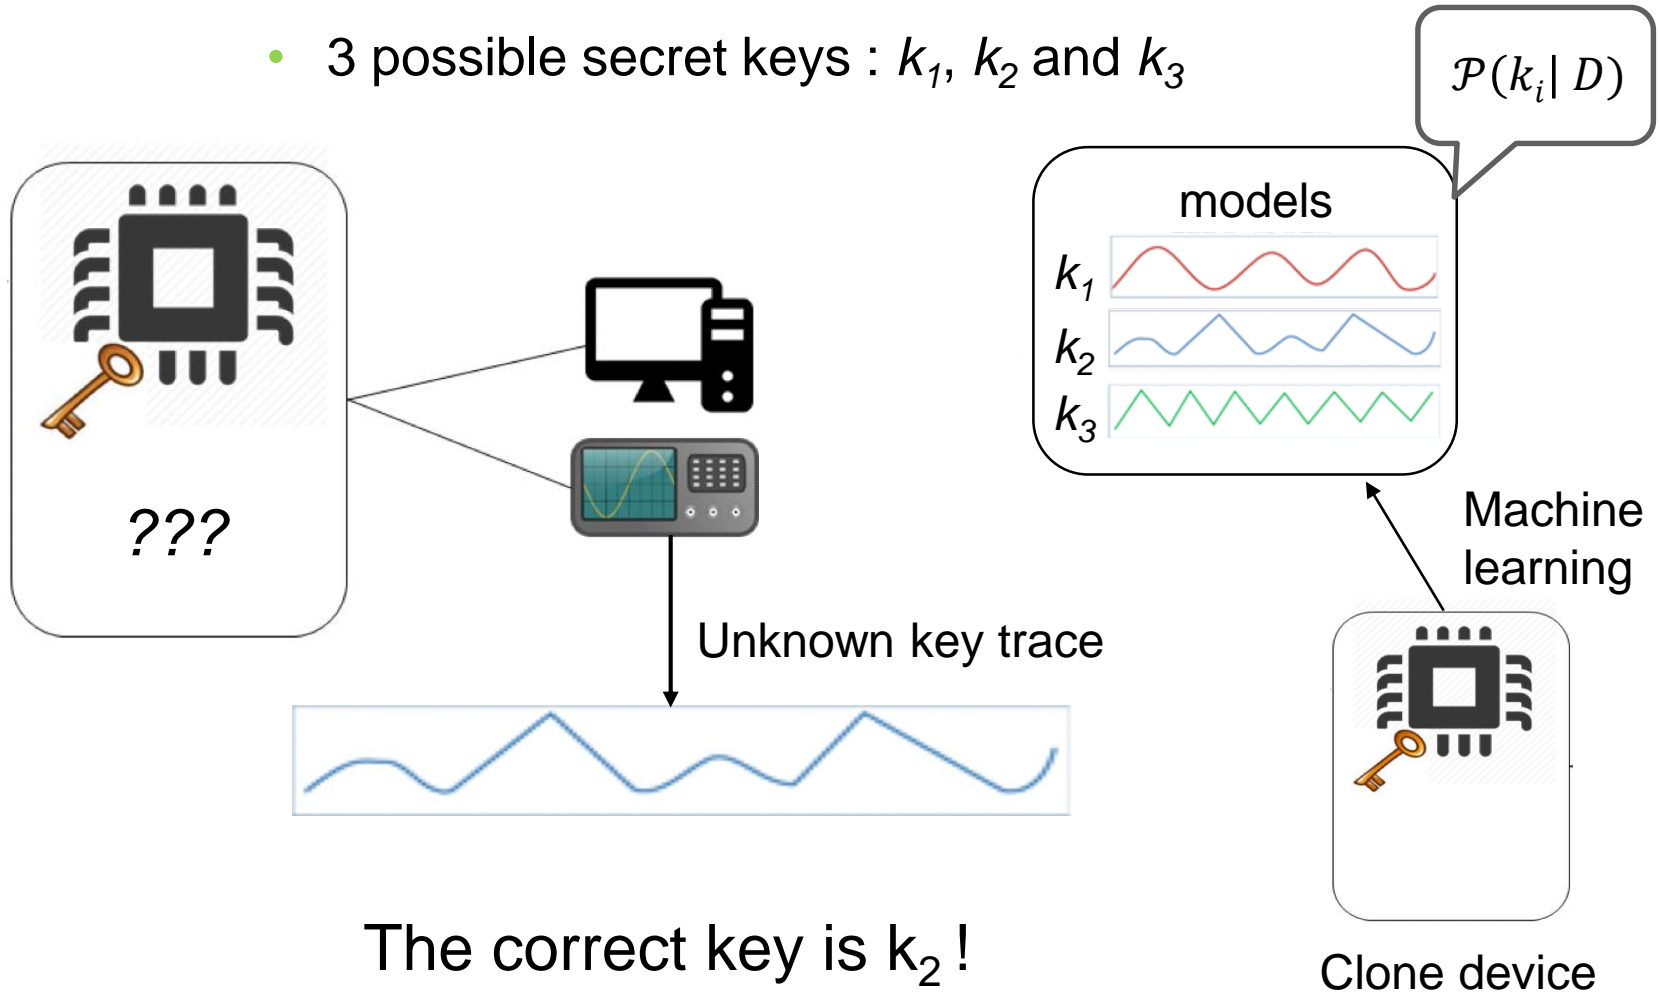 • 3 possible secret keys : k₁, k₂ and k₃
𝒫(kᵢ| D)
models
k₁
k₂
k₃
???
Machine
learning
Unknown key trace
The correct key is k₂ !
Clone device